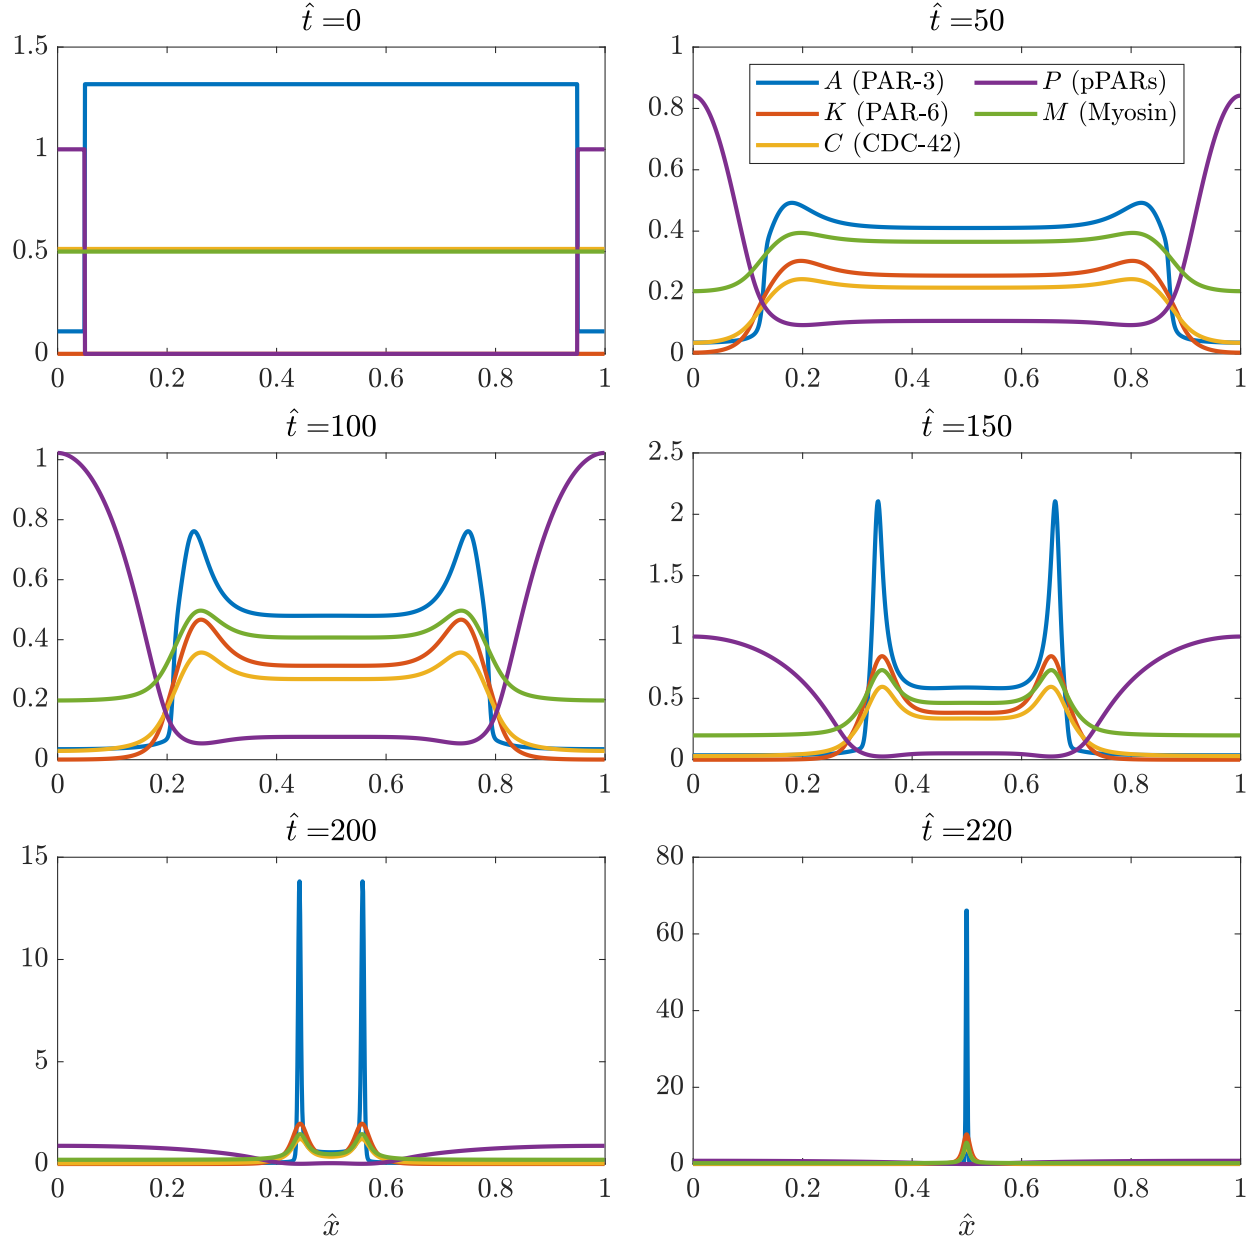 t̂ =0
1.5
1
0.5
0
0 0.2 0.4 0.6 0.8 1
t̂ =50
1
0.8
0.6
0.4
0.2
0
A (PAR-3) P (pPARs)
K (PAR-6) M (Myosin)
C (CDC-42)
0 0.2 0.4 0.6 0.8 1
t̂ =100
1
0.8
0.6
0.4
0.2
0
0 0.2 0.4 0.6 0.8 1
t̂ =150
2.5
2
1.5
1
0.5
0
0 0.2 0.4 0.6 0.8 1
t̂ =200
15
10
5
0
0 0.2 0.4 0.6 0.8 1
x̂
t̂ =220
80
60
40
20
0
0 0.2 0.4 0.6 0.8 1
x̂